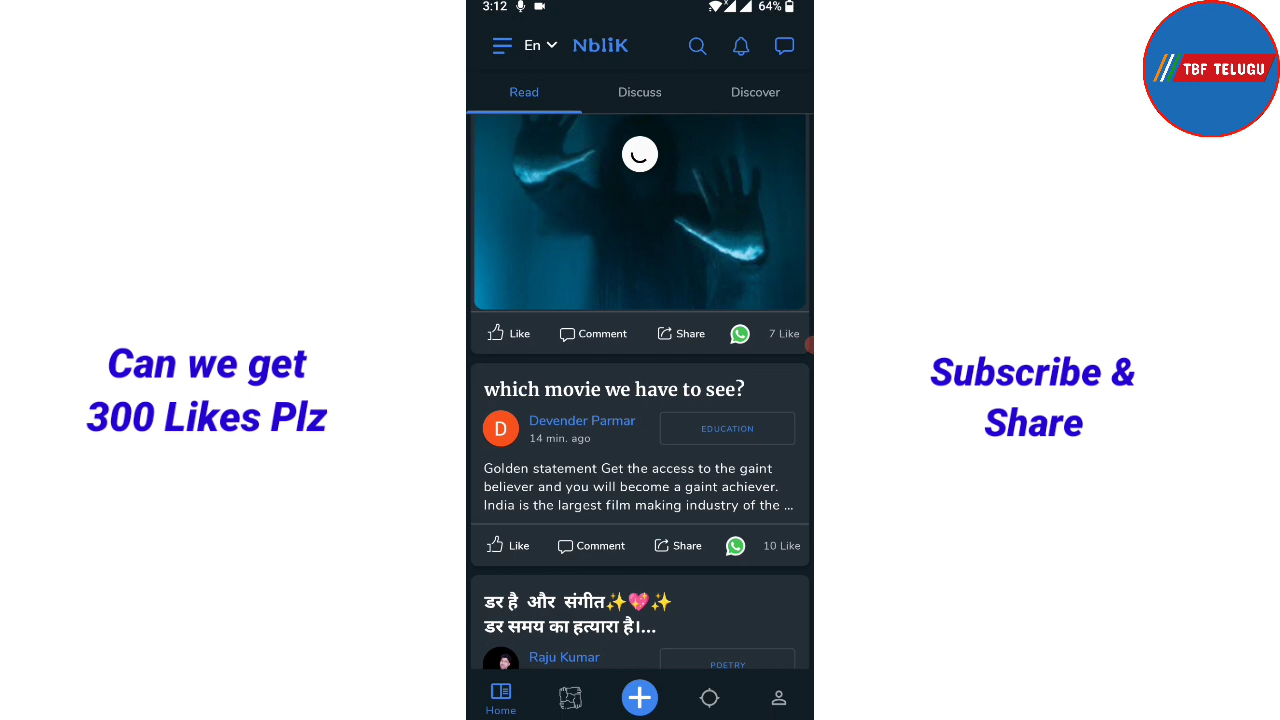 3:12
64%
En
NbliK
Read
Discuss
Discover
Like
Comment
Share
7 Like
which movie we have to see?
D
Devender Parmar
14 min. ago
EDUCATION
Golden statement Get the access to the gaint
believer and you will become a gaint achiever.
India is the largest film making industry of the ...
Like
Comment
Share
10 Like
डर है और संगीत✨💖✨
डर समय का हत्यारा है।...
Raju Kumar
POETRY
Home
Can we get
300 Likes Plz
Subscribe &
Share
TBF TELUGU